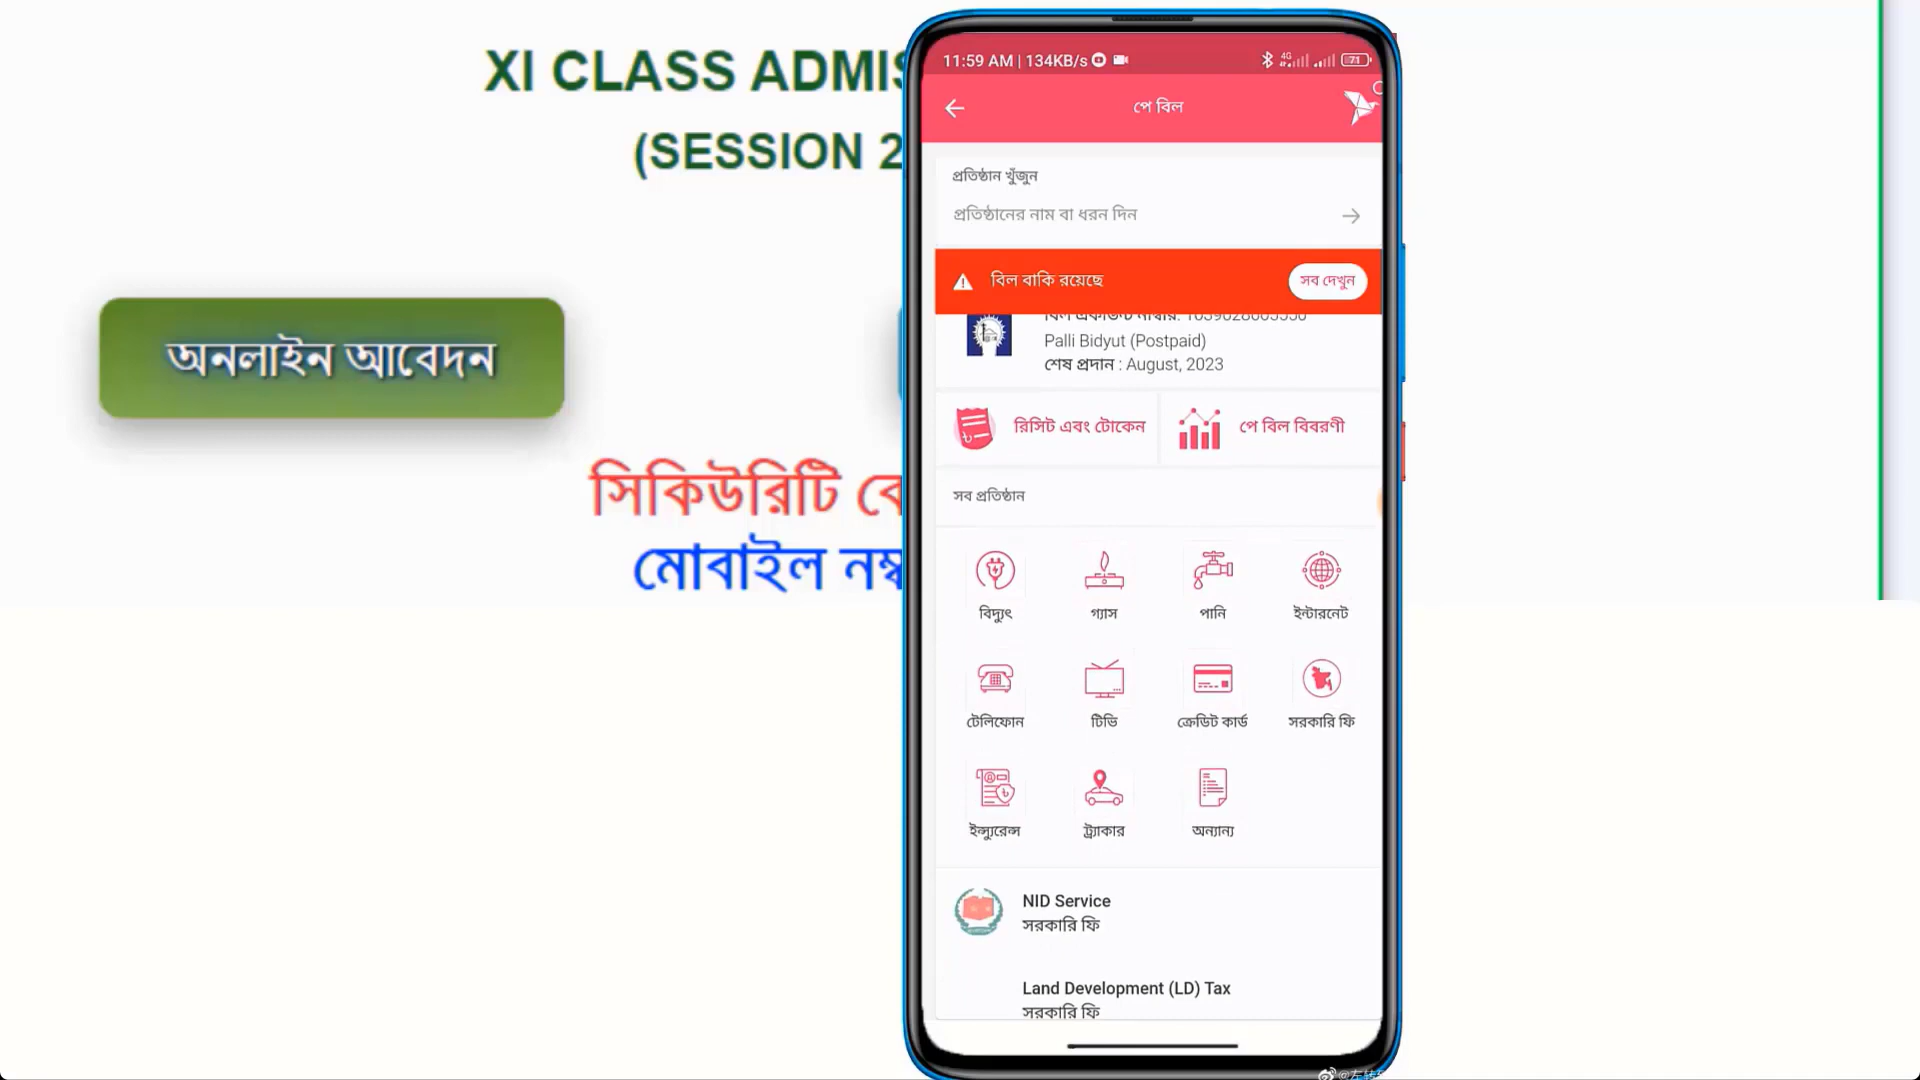 XI CLASS ADMIS
(SESSION 2
অনলাইন আবেদন
সিকিউরিটি কো
মোবাইল নম্ব
11:59 AM | 134KB/s
4G
71
পে বিল
প্রতিষ্ঠান খুঁজুন
প্রতিষ্ঠানের নাম বা ধরন দিন
বিল বাকি রয়েছে
সব দেখুন
Palli Bidyut (Postpaid)
শেষ প্রদান : August, 2023
রিসিট এবং টোকেন
পে বিল বিবরণী
সব প্রতিষ্ঠান
বিদ্যুৎ
গ্যাস
পানি
ইন্টারনেট
টেলিফোন
টিভি
ক্রেডিট কার্ড
সরকারি ফি
ইন্স্যুরেন্স
ট্র্যাকার
অন্যান্য
NID Service
সরকারি ফি
Land Development (LD) Tax
সরকারি ফি